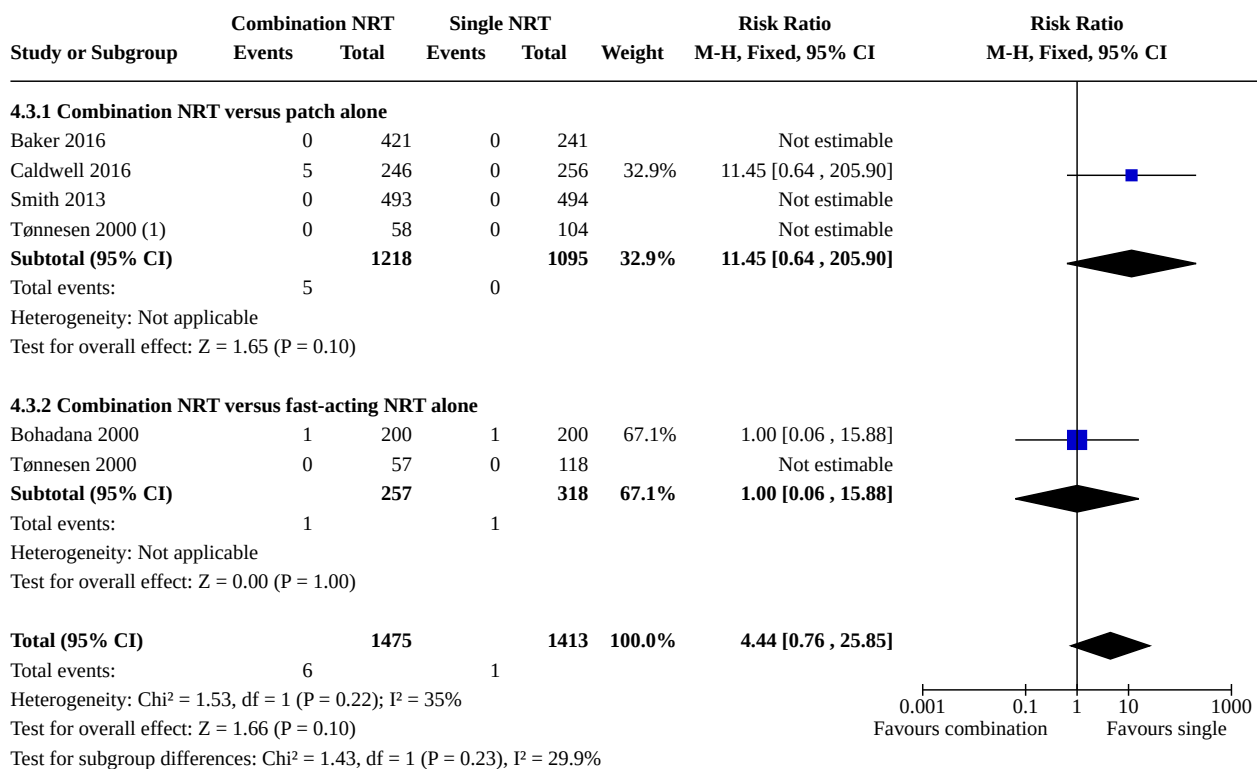 Combination NRT Single NRT Risk Ratio Risk Ratio
Study or Subgroup Events Total Events Total Weight M-H, Fixed, 95% CI M-H, Fixed, 95% CI
4.3.1 Combination NRT versus patch alone
Baker 2016 0 421 0 241 Not estimable
Caldwell 2016 5 246 0 256 32.9% 11.45 [0.64 , 205.90]
Smith 2013 0 493 0 494 Not estimable
Tønnesen 2000 (1) 0 58 0 104 Not estimable
Subtotal (95% CI) 1218 1095 32.9% 11.45 [0.64 , 205.90]
Total events: 5 0
Heterogeneity: Not applicable
Test for overall effect: Z = 1.65 (P = 0.10)
4.3.2 Combination NRT versus fast-acting NRT alone
Bohadana 2000 1 200 1 200 67.1% 1.00 [0.06 , 15.88]
Tønnesen 2000 0 57 0 118 Not estimable
Subtotal (95% CI) 257 318 67.1% 1.00 [0.06 , 15.88]
Total events: 1 1
Heterogeneity: Not applicable
Test for overall effect: Z = 0.00 (P = 1.00)
Total (95% CI) 1475 1413 100.0% 4.44 [0.76 , 25.85]
Total events: 6 1
Heterogeneity: Chi² = 1.53, df = 1 (P = 0.22); I² = 35%
0.001 0.1 1 10 1000
Test for overall effect: Z = 1.66 (P = 0.10) Favours combination Favours single
Test for subgroup differences: Chi² = 1.43, df = 1 (P = 0.23), I² = 29.9%